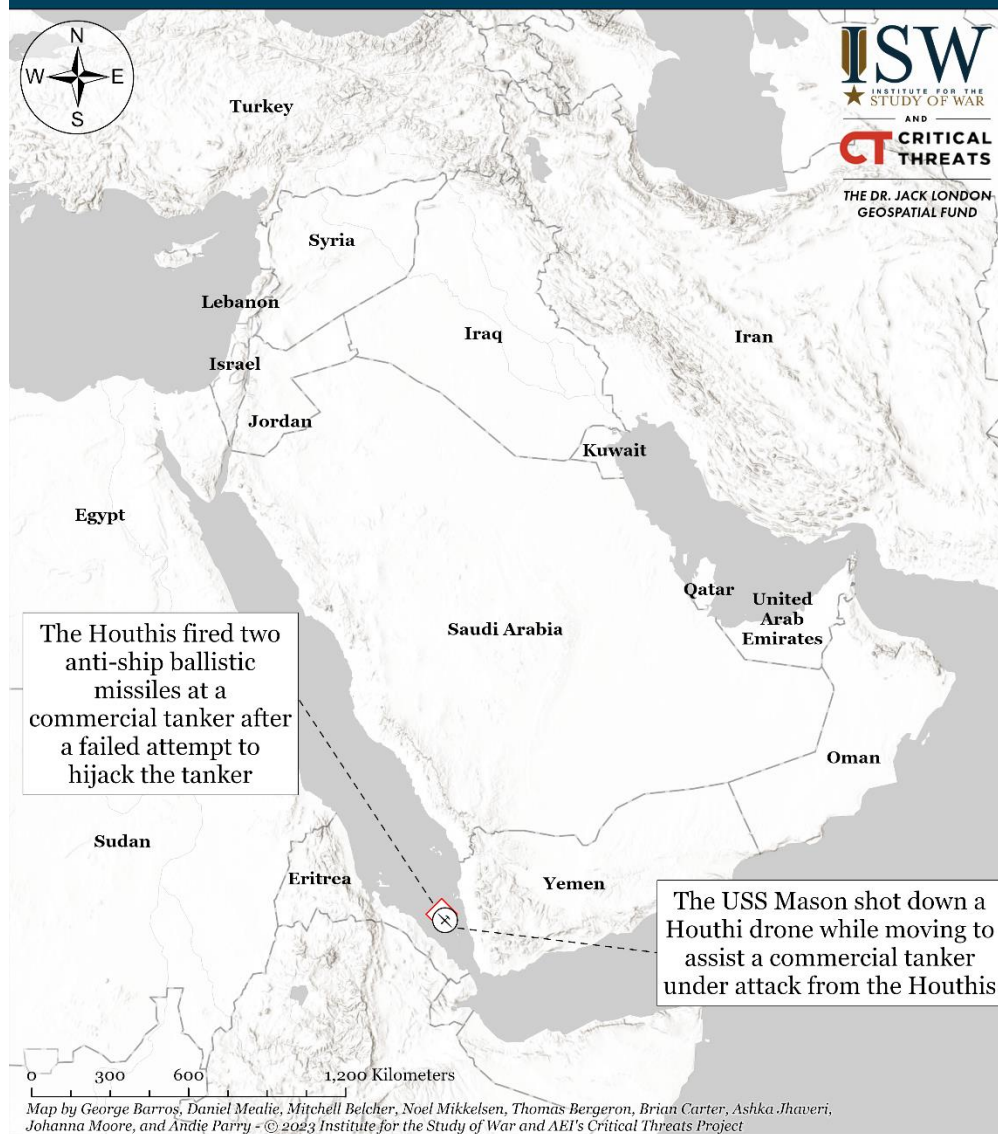 N
W E
S
ISW
INSTITUTE FOR THE
STUDY OF WAR
AND
CT CRITICAL
THREATS
THE DR. JACK LONDON
GEOSPATIAL FUND
Turkey
Syria
Lebanon
Iraq
Iran
Israel
Jordan
Kuwait
Egypt
Qatar
United
Arab
Emirates
Saudi Arabia
The Houthis fired two
anti-ship ballistic
missiles at a
commercial tanker after
a failed attempt to
hijack the tanker
Oman
Sudan
Eritrea
Yemen
The USS Mason shot down a
Houthi drone while moving to
assist a commercial tanker
under attack from the Houthis
0 300 600 1,200 Kilometers
Map by George Barros, Daniel Mealie, Mitchell Belcher, Noel Mikkelsen, Thomas Bergeron, Brian Carter, Ashka Jhaveri,
Johanna Moore, and Andie Parry - © 2023 Institute for the Study of War and AEI's Critical Threats Project